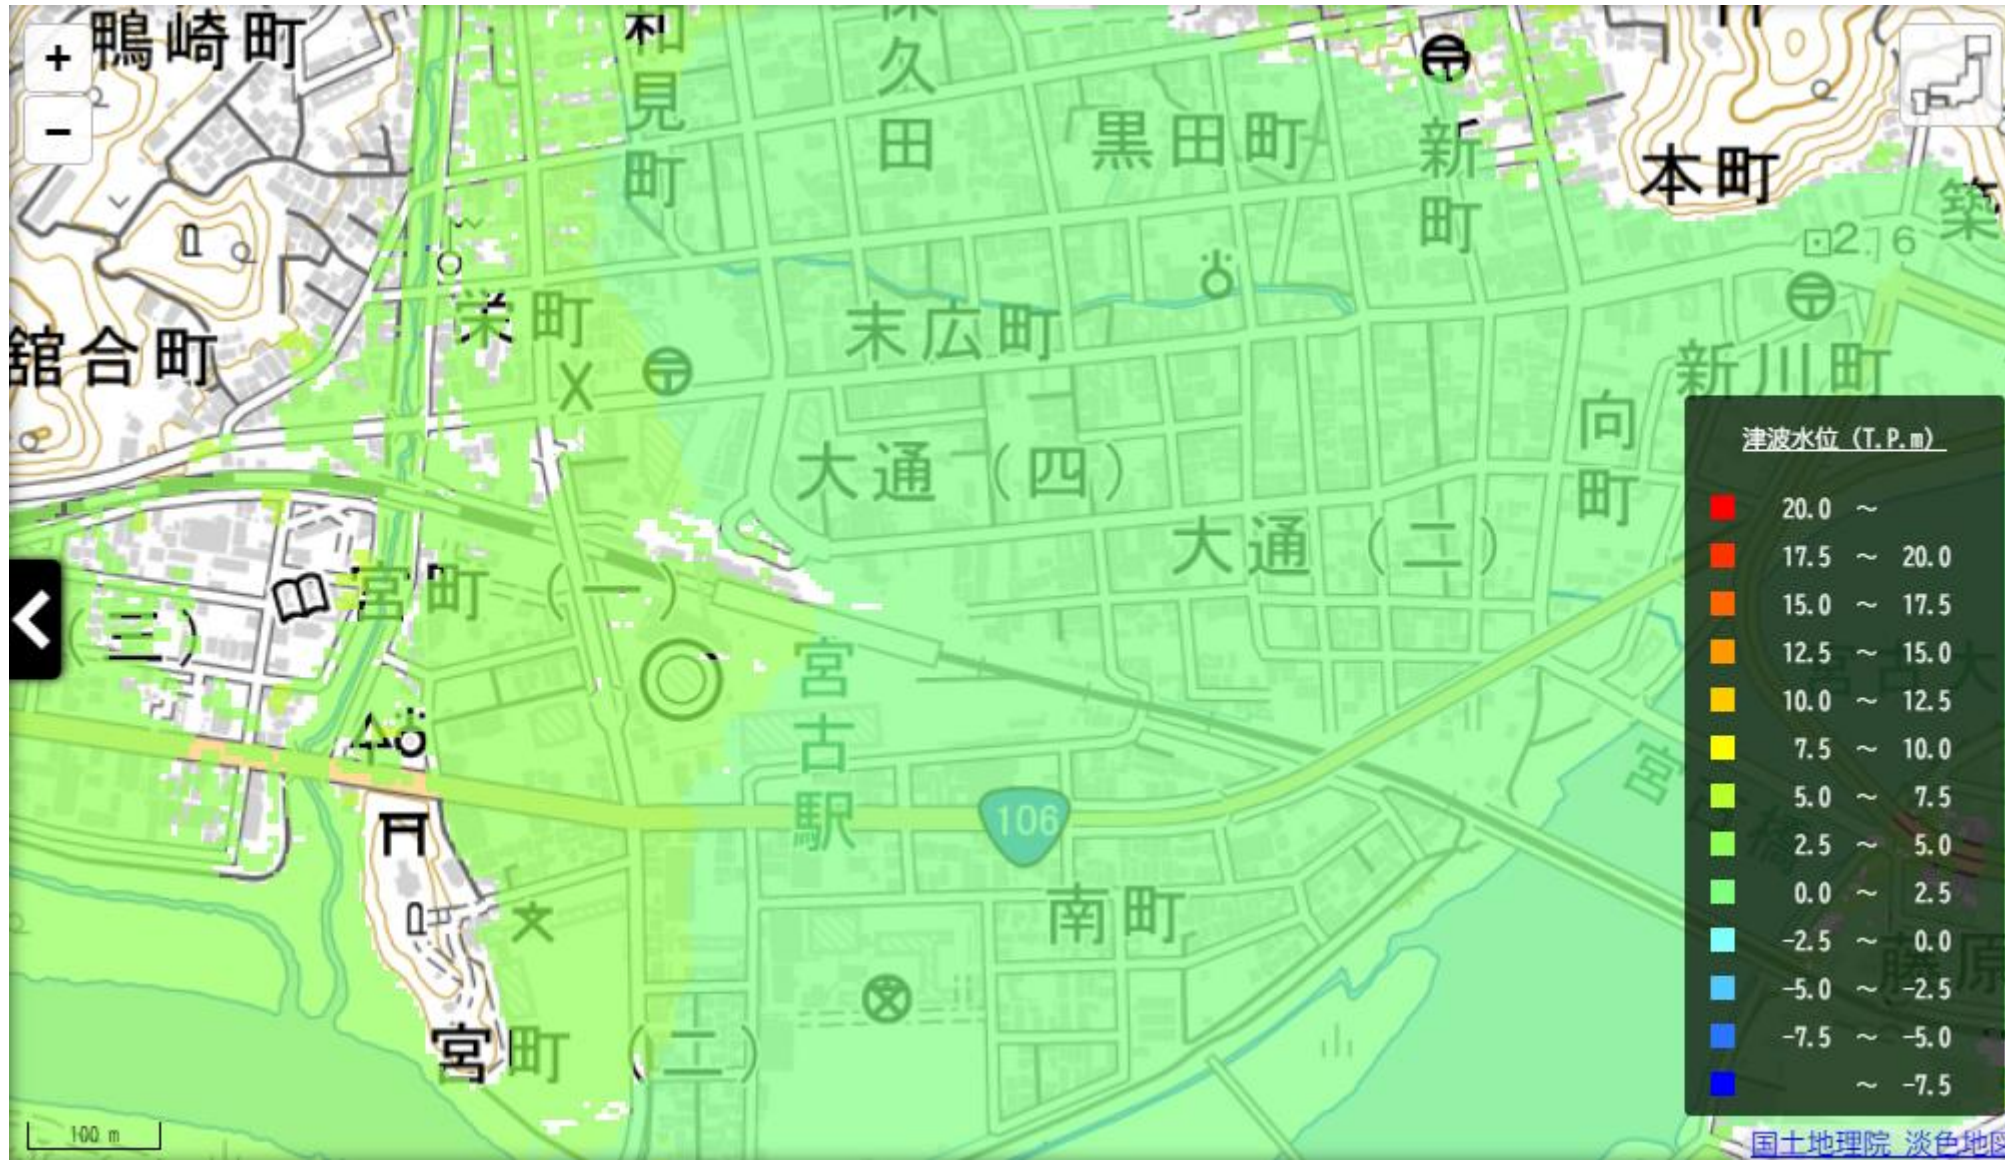 +
鴨崎町
和見町
保久田
黒田町
新町
本町
築
−
2.6
栄町
末広町
舘合町
新川町
向町
大通（四）
大通（二）
宮町（一）
（三）
宮古駅
106
南町
宮町（二）
藤原
津波水位 (T.P.m)
20.0 ～
17.5 ～ 20.0
15.0 ～ 17.5
12.5 ～ 15.0
10.0 ～ 12.5
7.5 ～ 10.0
5.0 ～ 7.5
2.5 ～ 5.0
0.0 ～ 2.5
-2.5 ～ 0.0
-5.0 ～ -2.5
-7.5 ～ -5.0
～ -7.5
100 m
国土地理院 淡色地図